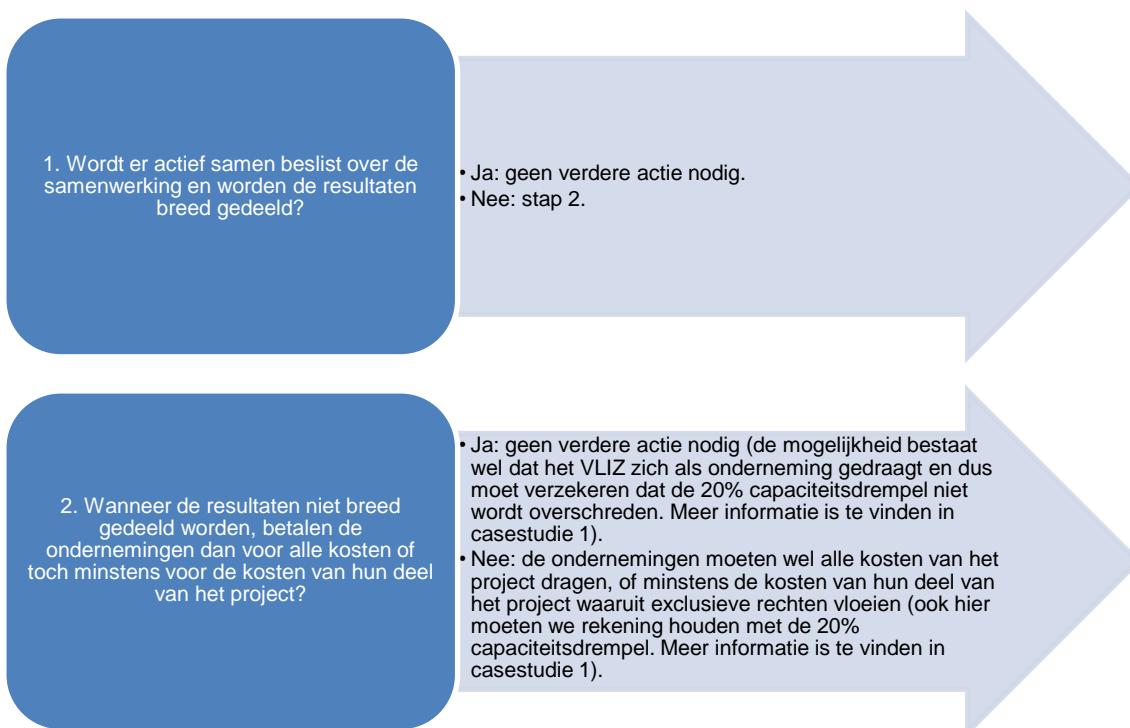 1. Wordt er actief samen beslist over de
samenwerking en worden de resultaten
breed gedeeld?
• Ja: geen verdere actie nodig.
• Nee: stap 2.
2. Wanneer de resultaten niet breed
gedeeld worden, betalen de
ondernemingen dan voor alle kosten of
toch minstens voor de kosten van hun deel
van het project?
• Ja: geen verdere actie nodig (de mogelijkheid bestaat
wel dat het VLIZ zich als onderneming gedraagt en dus
moet verzekeren dat de 20% capaciteitsdrempel niet
wordt overschreden. Meer informatie is te vinden in
casestudie 1).
• Nee: de ondernemingen moeten wel alle kosten van het
project dragen, of minstens de kosten van hun deel van
het project waaruit exclusieve rechten vloeien (ook hier
moeten we rekening houden met de 20%
capaciteitsdrempel. Meer informatie is te vinden in
casestudie 1).